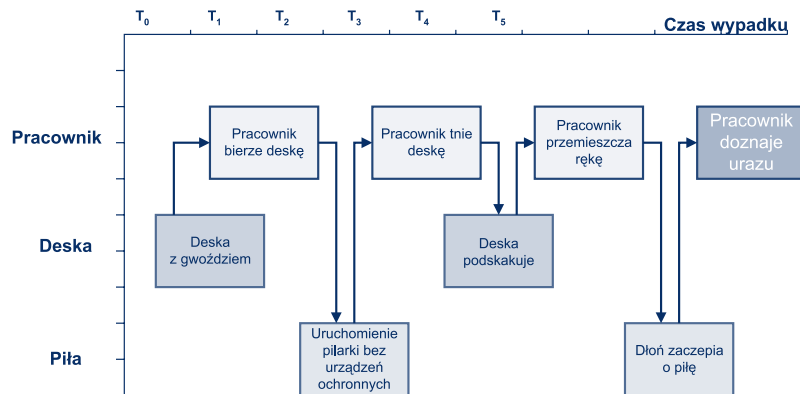 T0 T1 T2 T3 T4 T5
Czas wypadku
Pracownik
Pracownik
bierze deskę
Pracownik tnie
deskę
Pracownik
przemieszcza
rękę
Pracownik
doznaje
urazu
Deska
Deska
z gwoździem
Deska
podskakuje
Piła
Uruchomienie
pilarki bez
urządzeń
ochronnych
Dłoń zaczepia
o piłę